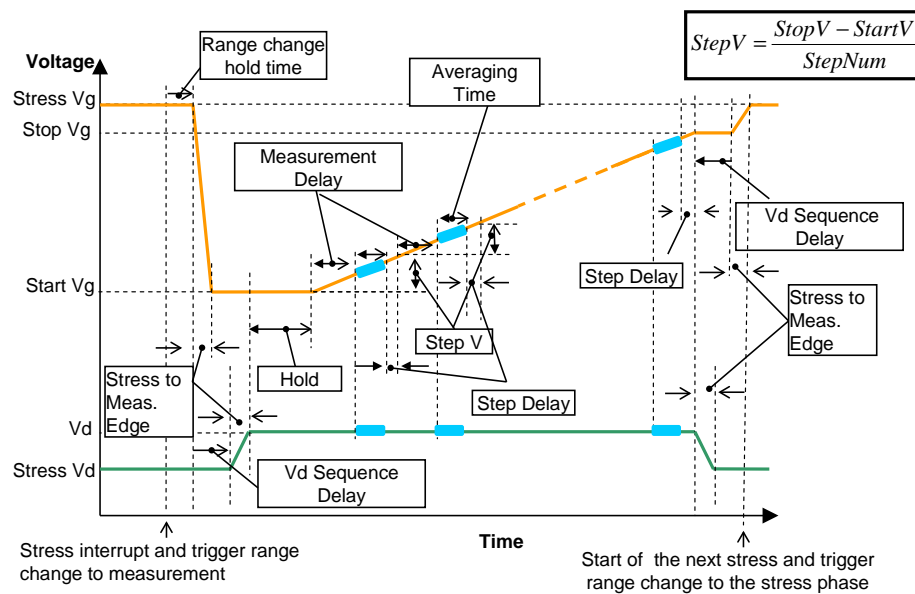 StepV = StopV − StartV / StepNum
Range change
hold time
Voltage
Averaging
Time
Stress Vg
Stop Vg
Measurement
Delay
Vd Sequence
Delay
Step Delay
Start Vg
Stress to
Meas.
Edge
Step V
Hold
Stress to
Meas.
Edge
Step Delay
Vd
Stress Vd
Vd Sequence
Delay
Time
Stress interrupt and trigger range
change to measurement
Start of the next stress and trigger
range change to the stress phase